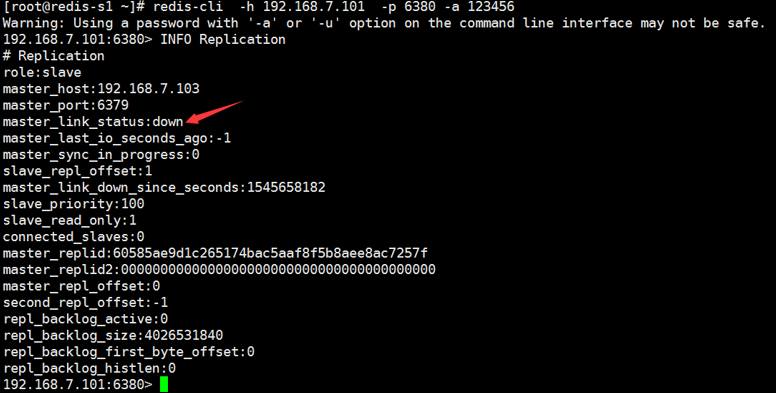 [root@redis-s1 ~]# redis-cli  -h 192.168.7.101  -p 6380 -a 123456
Warning: Using a password with '-a' or '-u' option on the command line interface may not be safe.
192.168.7.101:6380> INFO Replication
# Replication
role:slave
master_host:192.168.7.103
master_port:6379
master_link_status:down
master_last_io_seconds_ago:-1
master_sync_in_progress:0
slave_repl_offset:1
master_link_down_since_seconds:1545658182
slave_priority:100
slave_read_only:1
connected_slaves:0
master_replid:60585ae9d1c265174bac5aaf8f5b8aee8ac7257f
master_replid2:0000000000000000000000000000000000000000
master_repl_offset:0
second_repl_offset:-1
repl_backlog_active:0
repl_backlog_size:4026531840
repl_backlog_first_byte_offset:0
repl_backlog_histlen:0
192.168.7.101:6380>